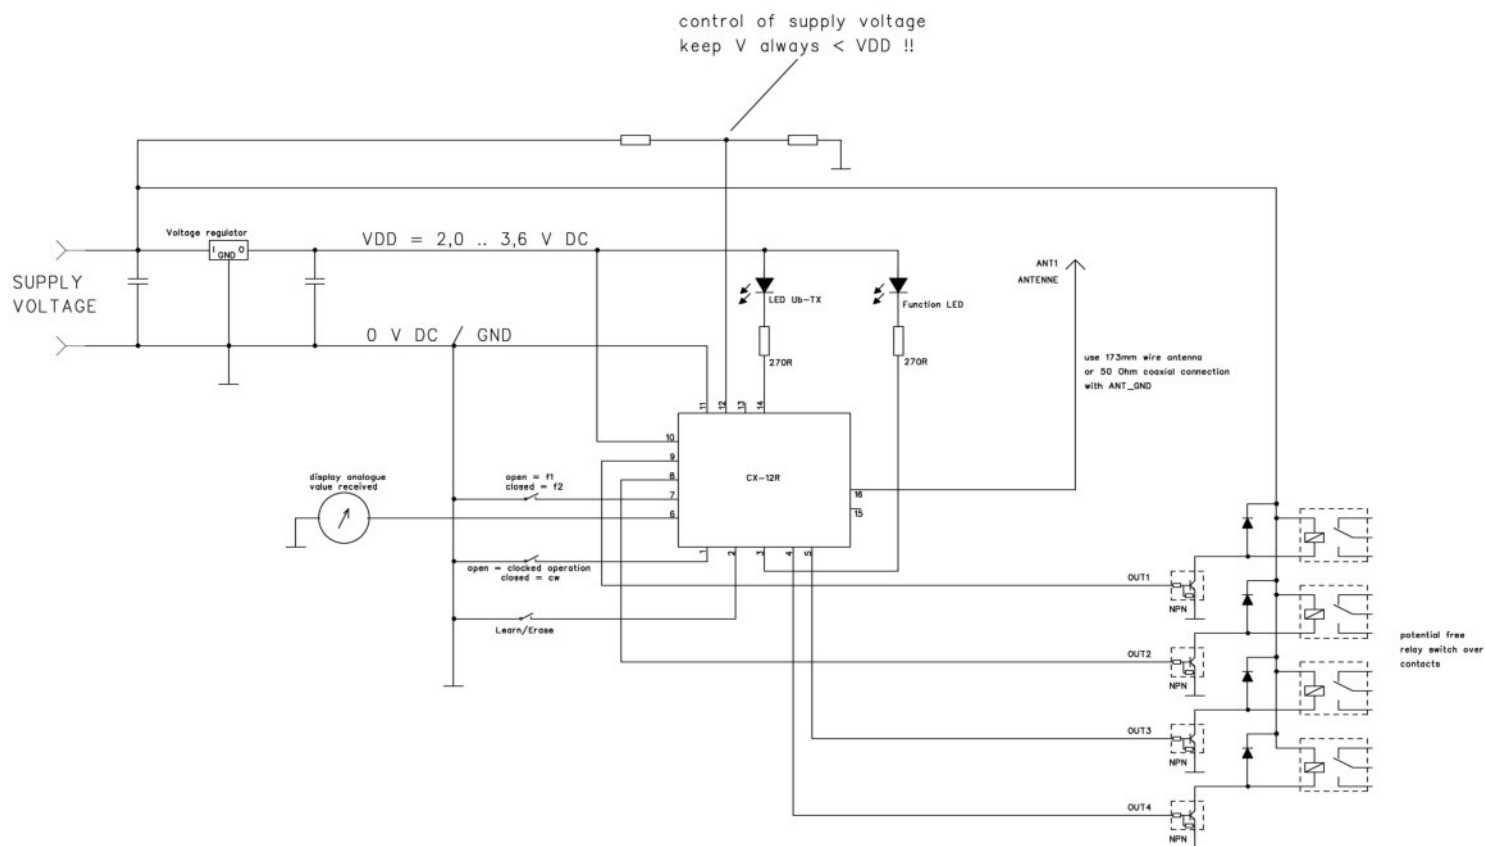 control of supply voltage
keep V always < VDD !!
Voltage regulator
I GND O
VDD = 2,0 .. 3,6 V DC
SUPPLY
VOLTAGE
0 V DC / GND
LED Ub-TX
270R
Function LED
270R
ANT1
ANTENNE
use 173mm wire antenna
or 50 Ohm coaxial connection
with ANT_GND
11
12
13
14
10
9
8
7
6
CX-12R
16
15
1
2
3
4
5
display analogue
value received
open = f1
closed = f2
open = clocked operation
closed = cw
Learn/Erase
OUT1
NPN
OUT2
NPN
OUT3
NPN
OUT4
NPN
potential free
relay switch over
contacts